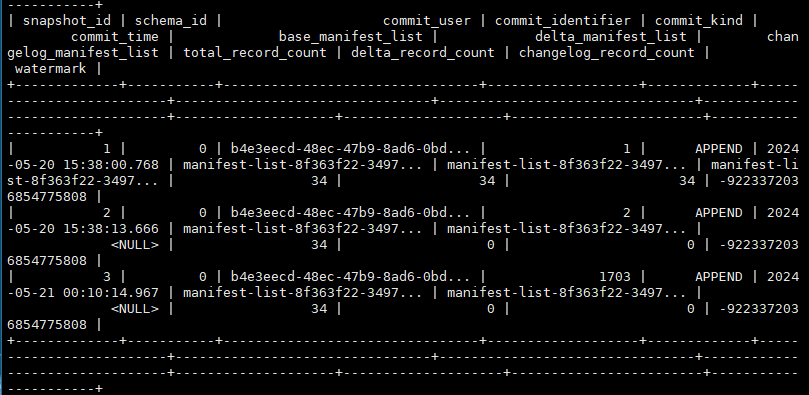 -----------+
| snapshot_id | schema_id |                    commit_user | commit_identifier | commit_kind |
        commit_time |             base_manifest_list |            delta_manifest_list |        chan
gelog_manifest_list | total_record_count | delta_record_count | changelog_record_count |
 watermark |
+-------------+-----------+--------------------------------+-------------------+-------------+-----
--------------------+--------------------------------+--------------------------------+------------
--------------------+--------------------+--------------------+------------------------+-----------
-----------+
|           1 |         0 | b4e3eecd-48ec-47b9-8ad6-0bd... |                 1 |      APPEND | 2024
-05-20 15:38:00.768 | manifest-list-8f363f22-3497... | manifest-list-8f363f22-3497... | manifest-li
st-8f363f22-3497... |                 34 |                 34 |                     34 | -922337203
6854775808 |
|           2 |         0 | b4e3eecd-48ec-47b9-8ad6-0bd... |                 2 |      APPEND | 2024
-05-20 15:38:13.666 | manifest-list-8f363f22-3497... | manifest-list-8f363f22-3497... |
             <NULL> |                 34 |                  0 |                      0 | -922337203
6854775808 |
|           3 |         0 | b4e3eecd-48ec-47b9-8ad6-0bd... |              1703 |      APPEND | 2024
-05-21 00:10:14.967 | manifest-list-8f363f22-3497... | manifest-list-8f363f22-3497... |
             <NULL> |                 34 |                  0 |                      0 | -922337203
6854775808 |
+-------------+-----------+--------------------------------+-------------------+-------------+-----
--------------------+--------------------------------+--------------------------------+------------
--------------------+--------------------+--------------------+------------------------+-----------
-----------+